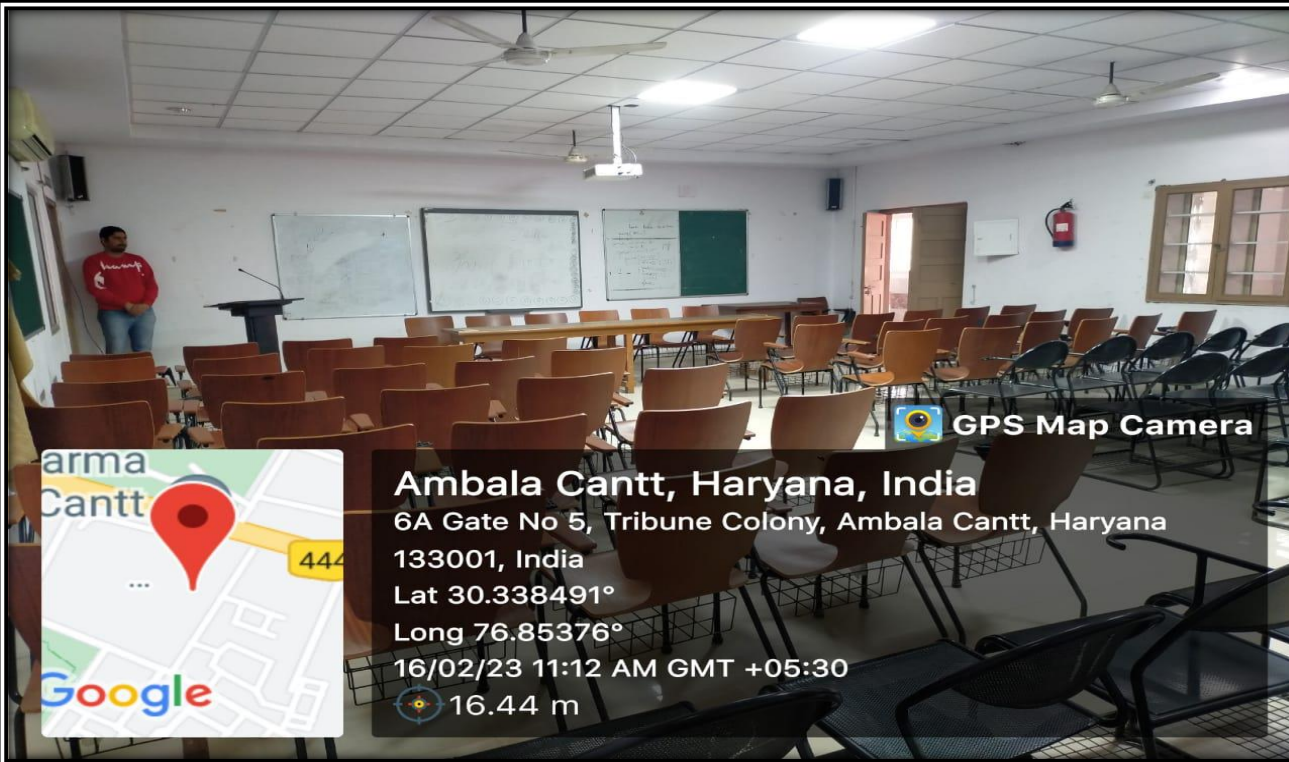 GPS Map Camera
arma
Cantt
444
Google
Ambala Cantt, Haryana, India
6A Gate No 5, Tribune Colony, Ambala Cantt, Haryana
133001, India
Lat 30.338491°
Long 76.85376°
16/02/23 11:12 AM GMT +05:30
16.44 m